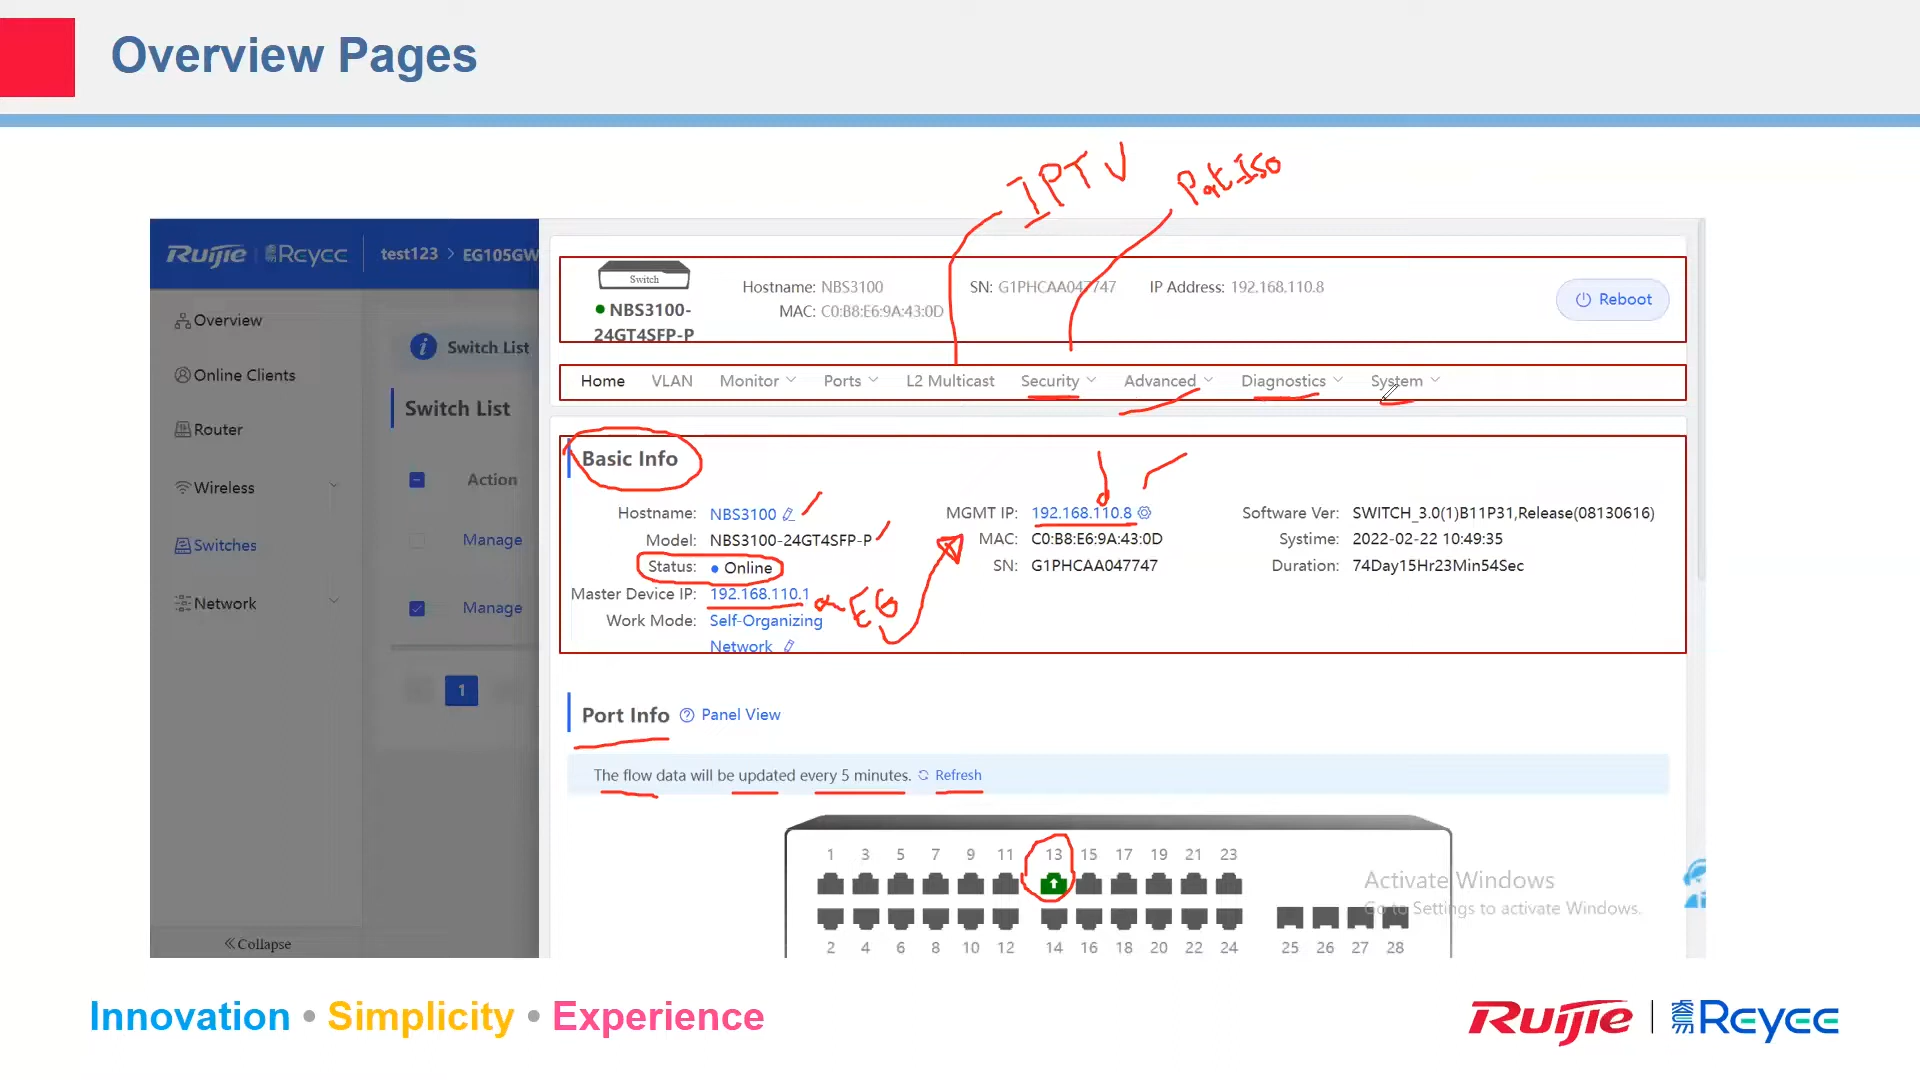 Overview Pages
IPTV
Ruijie | Reyee test123 > EG105GW
Switch
NBS3100-
24GT4SFP-P
Hostname: NBS3100 SN: G1PHCAA047747 IP Address: 192.168.110.8
MAC: C0:B8:E6:9A:43:0D
Reboot
Home VLAN Monitor Ports L2 Multicast Security Advanced Diagnostics System
Overview
Online Clients
Router
Wireless
Switches
Network
Collapse
Switch List
Switch List
Action
Manage
Manage
1
Basic Info
Hostname: NBS3100
Model: NBS3100-24GT4SFP-P
Status: Online
Master Device IP: 192.168.110.1
EG
Work Mode: Self-Organizing
Network
MGMT IP: 192.168.110.8
MAC: C0:B8:E6:9A:43:0D
SN: G1PHCAA047747
Software Ver: SWITCH_3.0(1)B11P31,Release(08130616)
Systime: 2022-02-22 10:49:35
Duration: 74Day15Hr23Min54Sec
Port Info Panel View
The flow data will be updated every 5 minutes. Refresh
1 3 5 7 9 11 13 15 17 19 21 23
2 4 6 8 10 12 14 16 18 20 22 24 25 26 27 28
Activate Windows
Go to Settings to activate Windows.
Innovation • Simplicity • Experience
Ruijie | Reyee